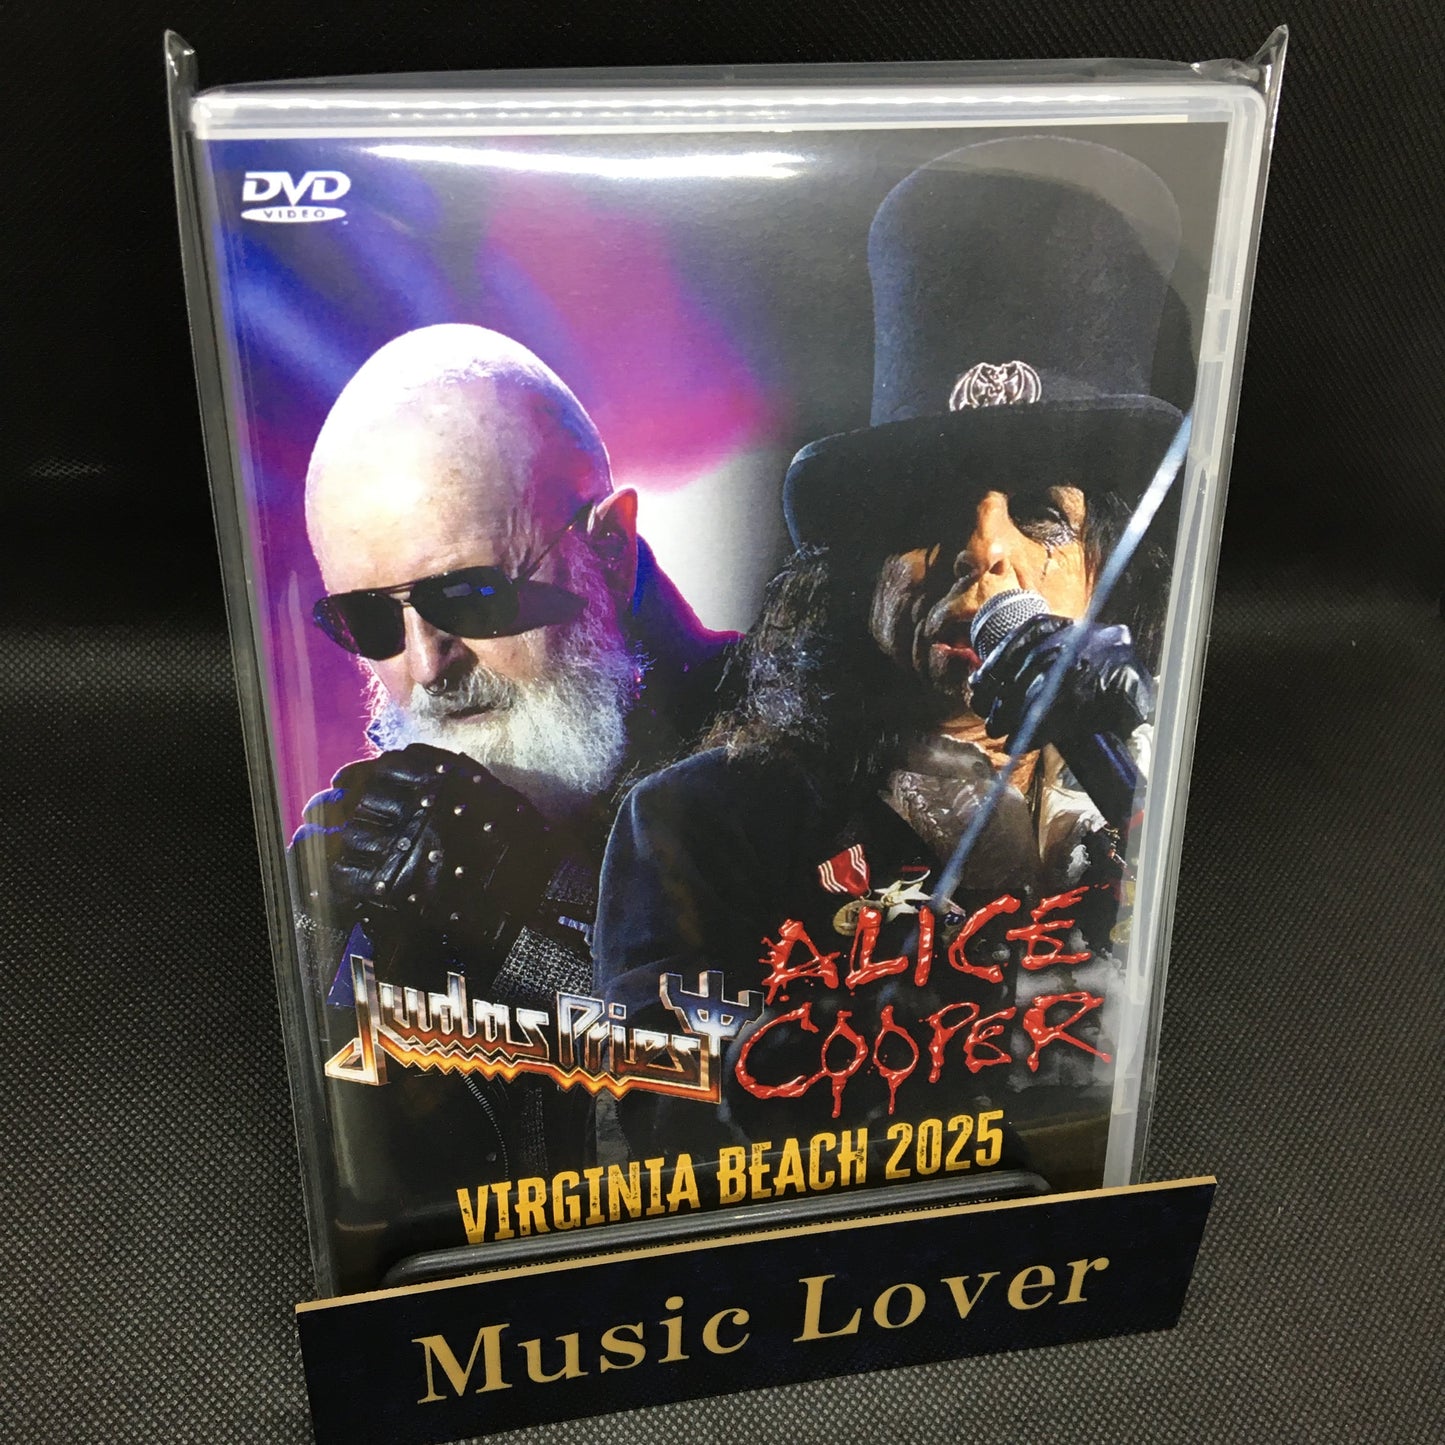 DVD
VIDEO
Judas Priest
ALICE
COOPER
VIRGINIA BEACH 2025
Music Lover